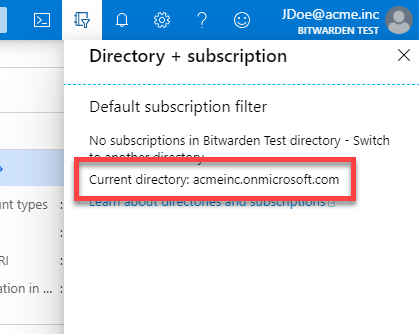 JDoe@acme.inc
BITWARDEN TEST
Directory + subscription
Default subscription filter
No subscriptions in Bitwarden Test directory - Switch
to another directory
Current directory: acmeinc.onmicrosoft.com
Learn about directories and subscriptions
unt types
:
:
RI
:
ation in ...
: